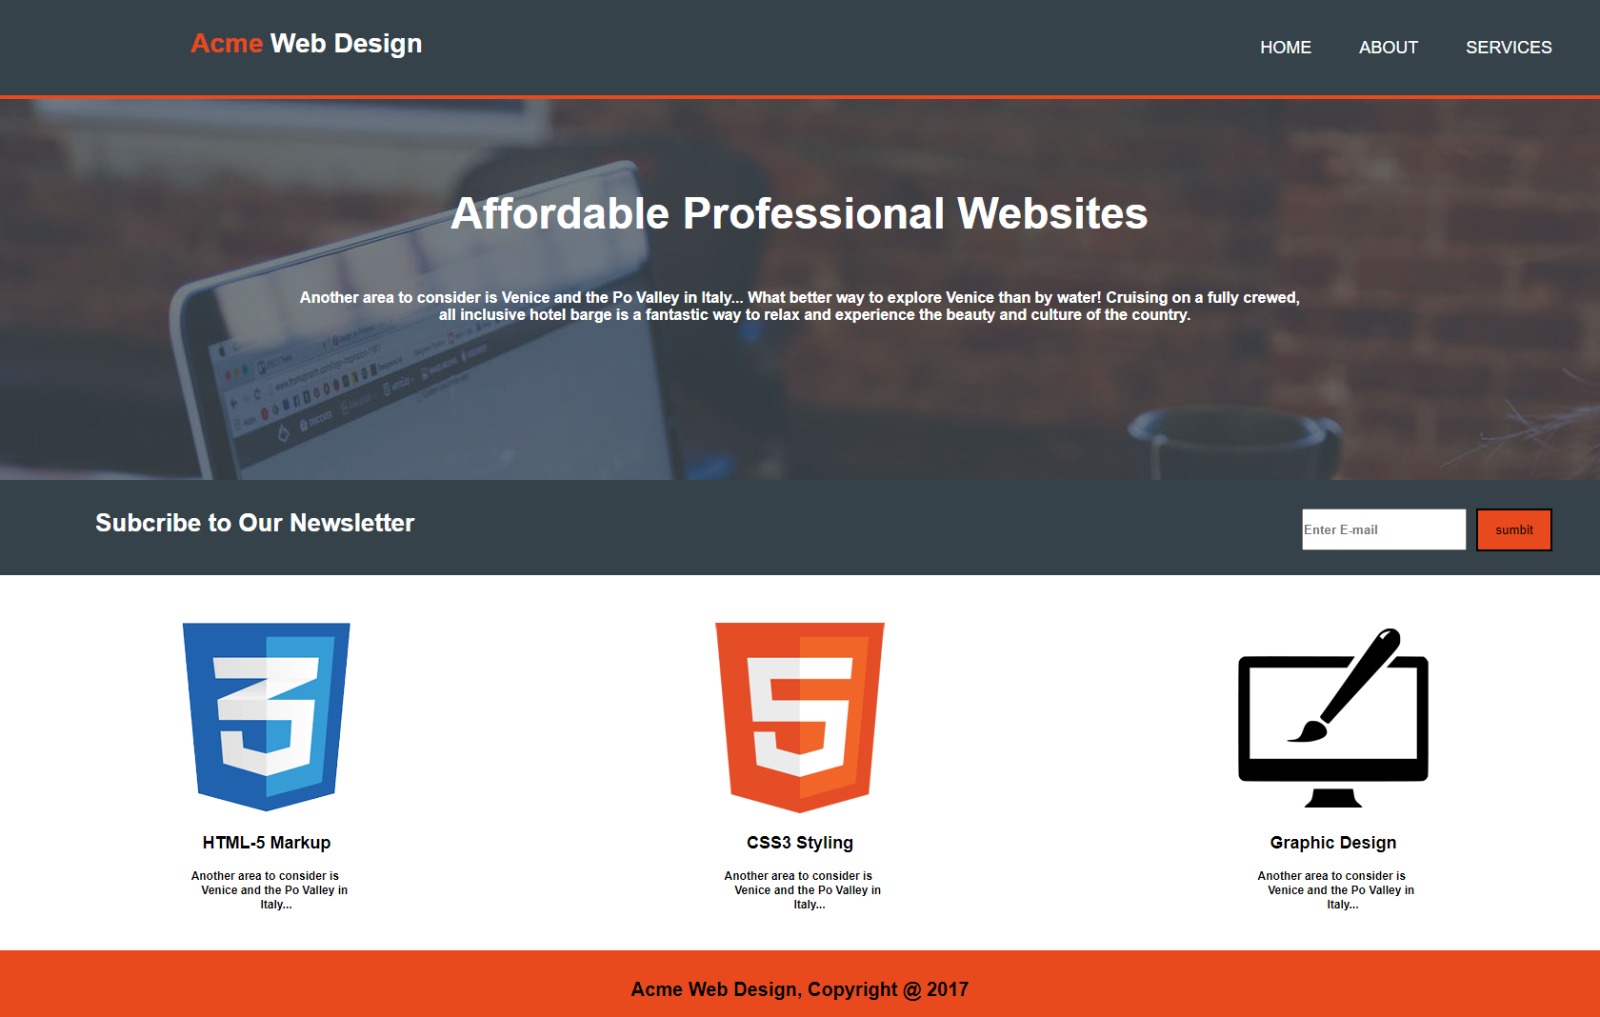 Acme Web Design
HOME ABOUT SERVICES
Affordable Professional Websites
Another area to consider is Venice and the Po Valley in Italy... What better way to explore Venice than by water! Cruising on a fully crewed,
all inclusive hotel barge is a fantastic way to relax and experience the beauty and culture of the country.
DISCOVER
Subcribe to Our Newsletter
Enter E-mail
sumbit
HTML-5 Markup
Another area to consider is
Venice and the Po Valley in
Italy...
CSS3 Styling
Another area to consider is
Venice and the Po Valley in
Italy...
Graphic Design
Another area to consider is
Venice and the Po Valley in
Italy...
Acme Web Design, Copyright @ 2017